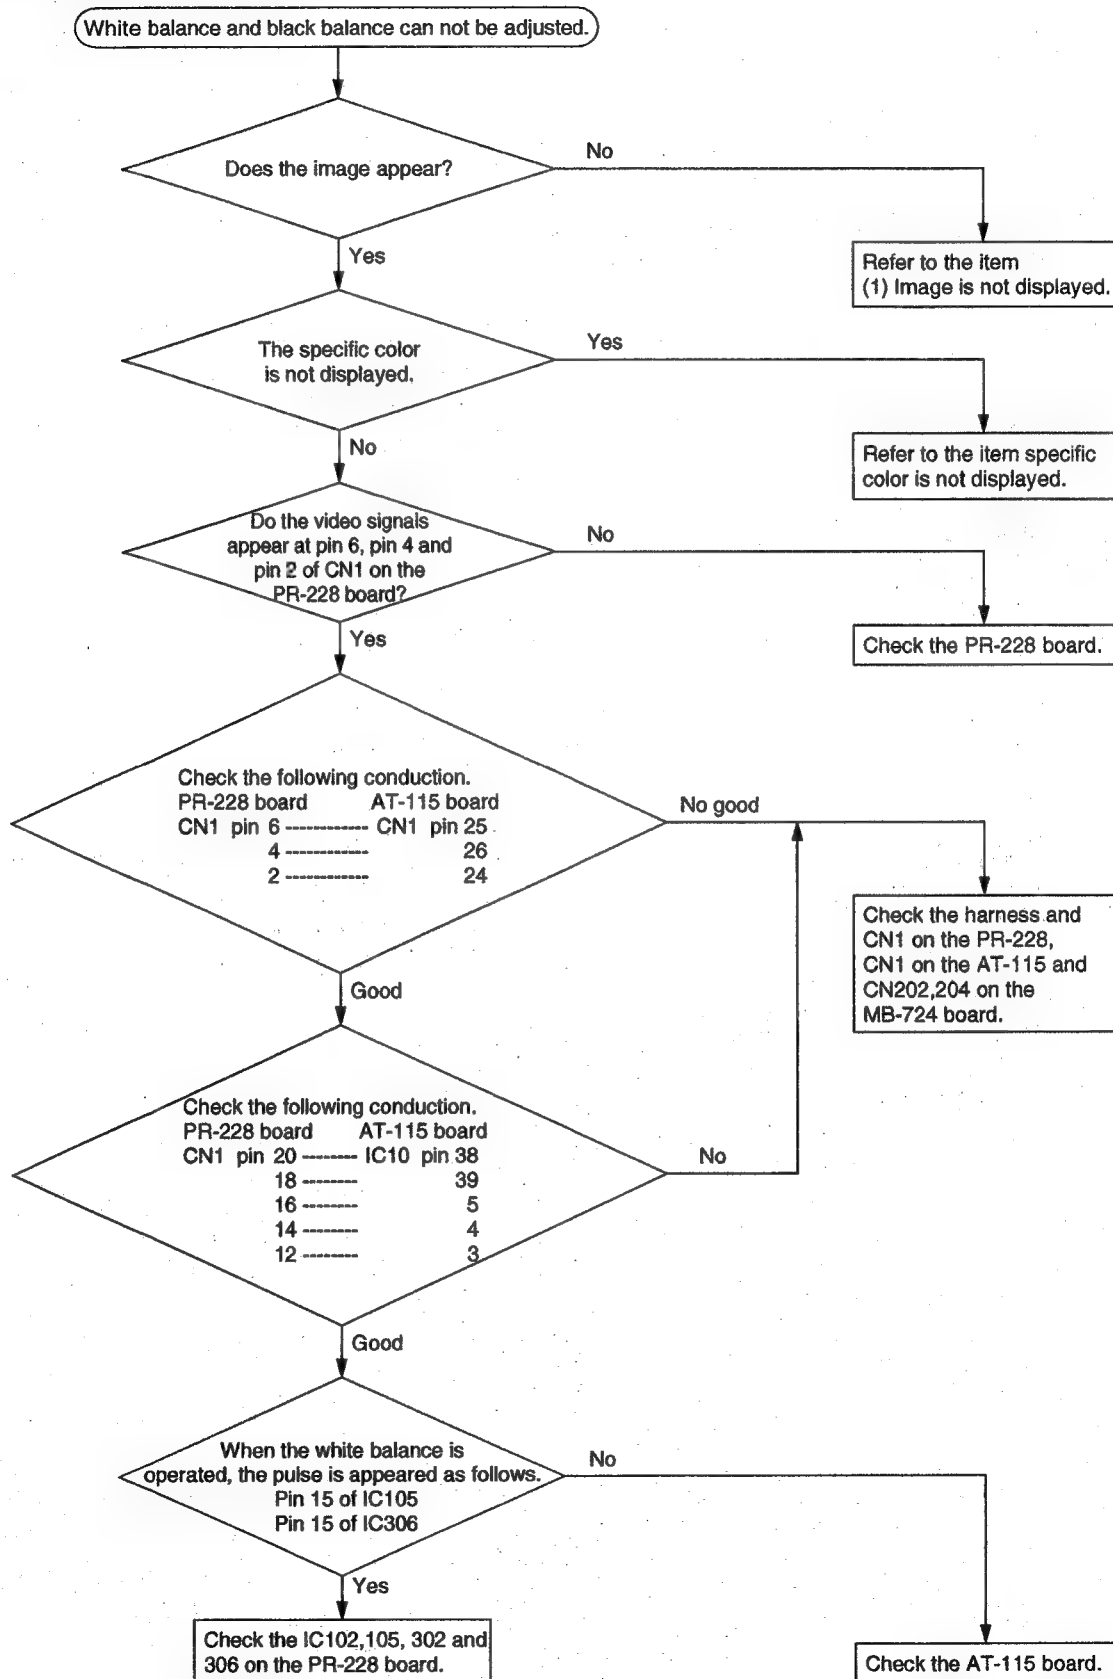 White balance and black balance can not be adjusted.
Does the image appear?
No
Yes
Refer to the item
(1) Image is not displayed.
The specific color
is not displayed.
Yes
No
Refer to the item specific
color is not displayed.
Do the video signals
appear at pin 6, pin 4 and
pin 2 of CN1 on the
PR-228 board?
No
Yes
Check the PR-228 board.
Check the following conduction.
PR-228 board AT-115 board
CN1 pin 6 ------------- CN1 pin 25
4 ------------- 26
2 ------------- 24
No good
Good
Check the harness and
CN1 on the PR-228,
CN1 on the AT-115 and
CN202,204 on the
MB-724 board.
Check the following conduction.
PR-228 board AT-115 board
CN1 pin 20 -------- IC10 pin 38
18 -------- 39
16 -------- 5
14 -------- 4
12 -------- 3
No
Good
When the white balance is
operated, the pulse is appeared as follows.
Pin 15 of IC105
Pin 15 of IC306
No
Yes
Check the IC102,105, 302 and
306 on the PR-228 board.
Check the AT-115 board.